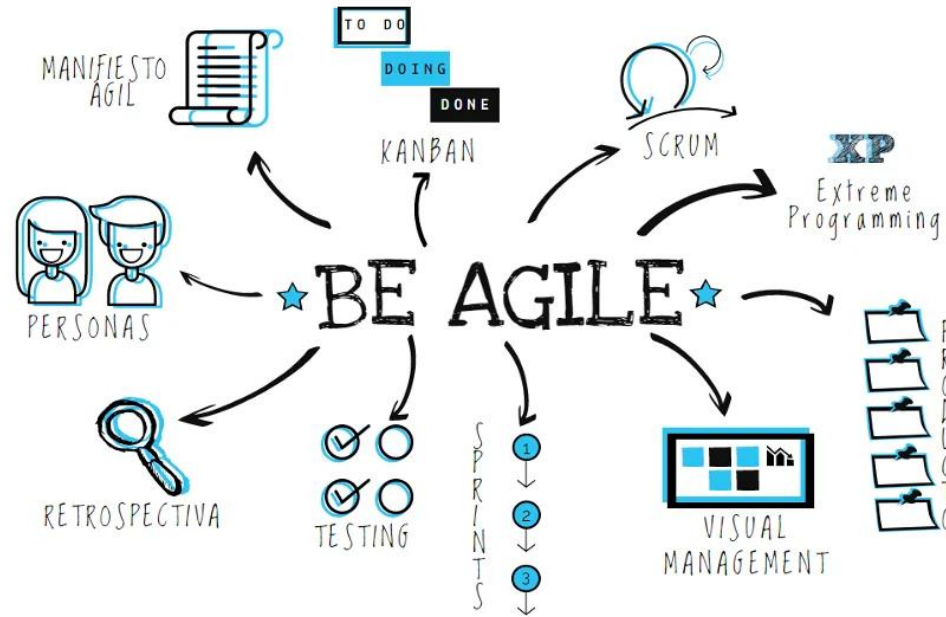 MANIFIESTO
ÁGIL
TO DO
DOING
DONE
KANBAN
SCRUM
XP
Extreme
Programming
PERSONAS
BE AGILE
RETROSPECTIVA
TESTING
SPRINTS
1
2
3
VISUAL
MANAGEMENT